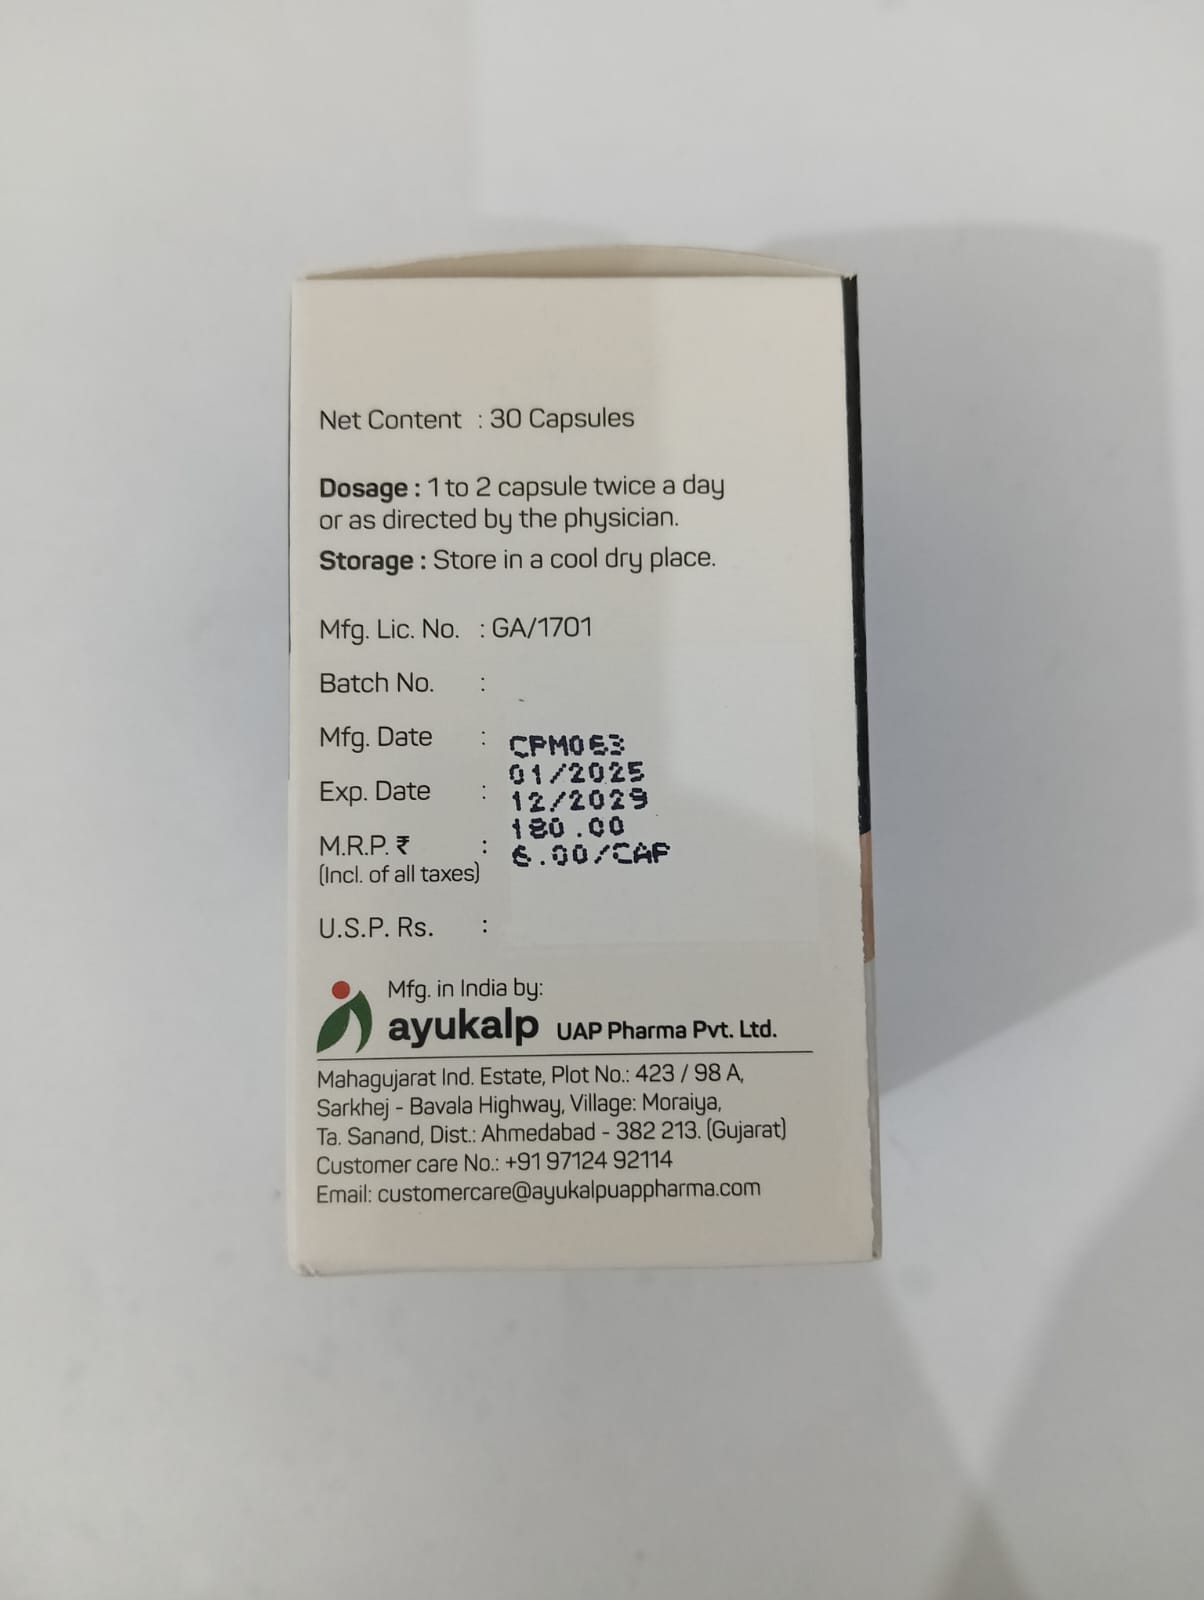 Net Content : 30 Capsules
Dosage : 1 to 2 capsule twice a day
or as directed by the physician.
Storage : Store in a cool dry place.
Mfg. Lic. No. : GA/1701
Batch No. :
Mfg. Date :
CPM063
01/2025
Exp. Date :
12/2029
180.00
M.R.P. ₹ :
6.00/CAP
(Incl. of all taxes)
U.S.P. Rs. :
Mfg. in India by:
ayukalp UAP Pharma Pvt. Ltd.
Mahagujarat Ind. Estate, Plot No.: 423 / 98 A,
Sarkhej - Bavala Highway, Village: Moraiya,
Ta. Sanand, Dist.: Ahmedabad - 382 213. (Gujarat)
Customer care No.: +91 97124 92114
Email: customercare@ayukalpuappharma.com